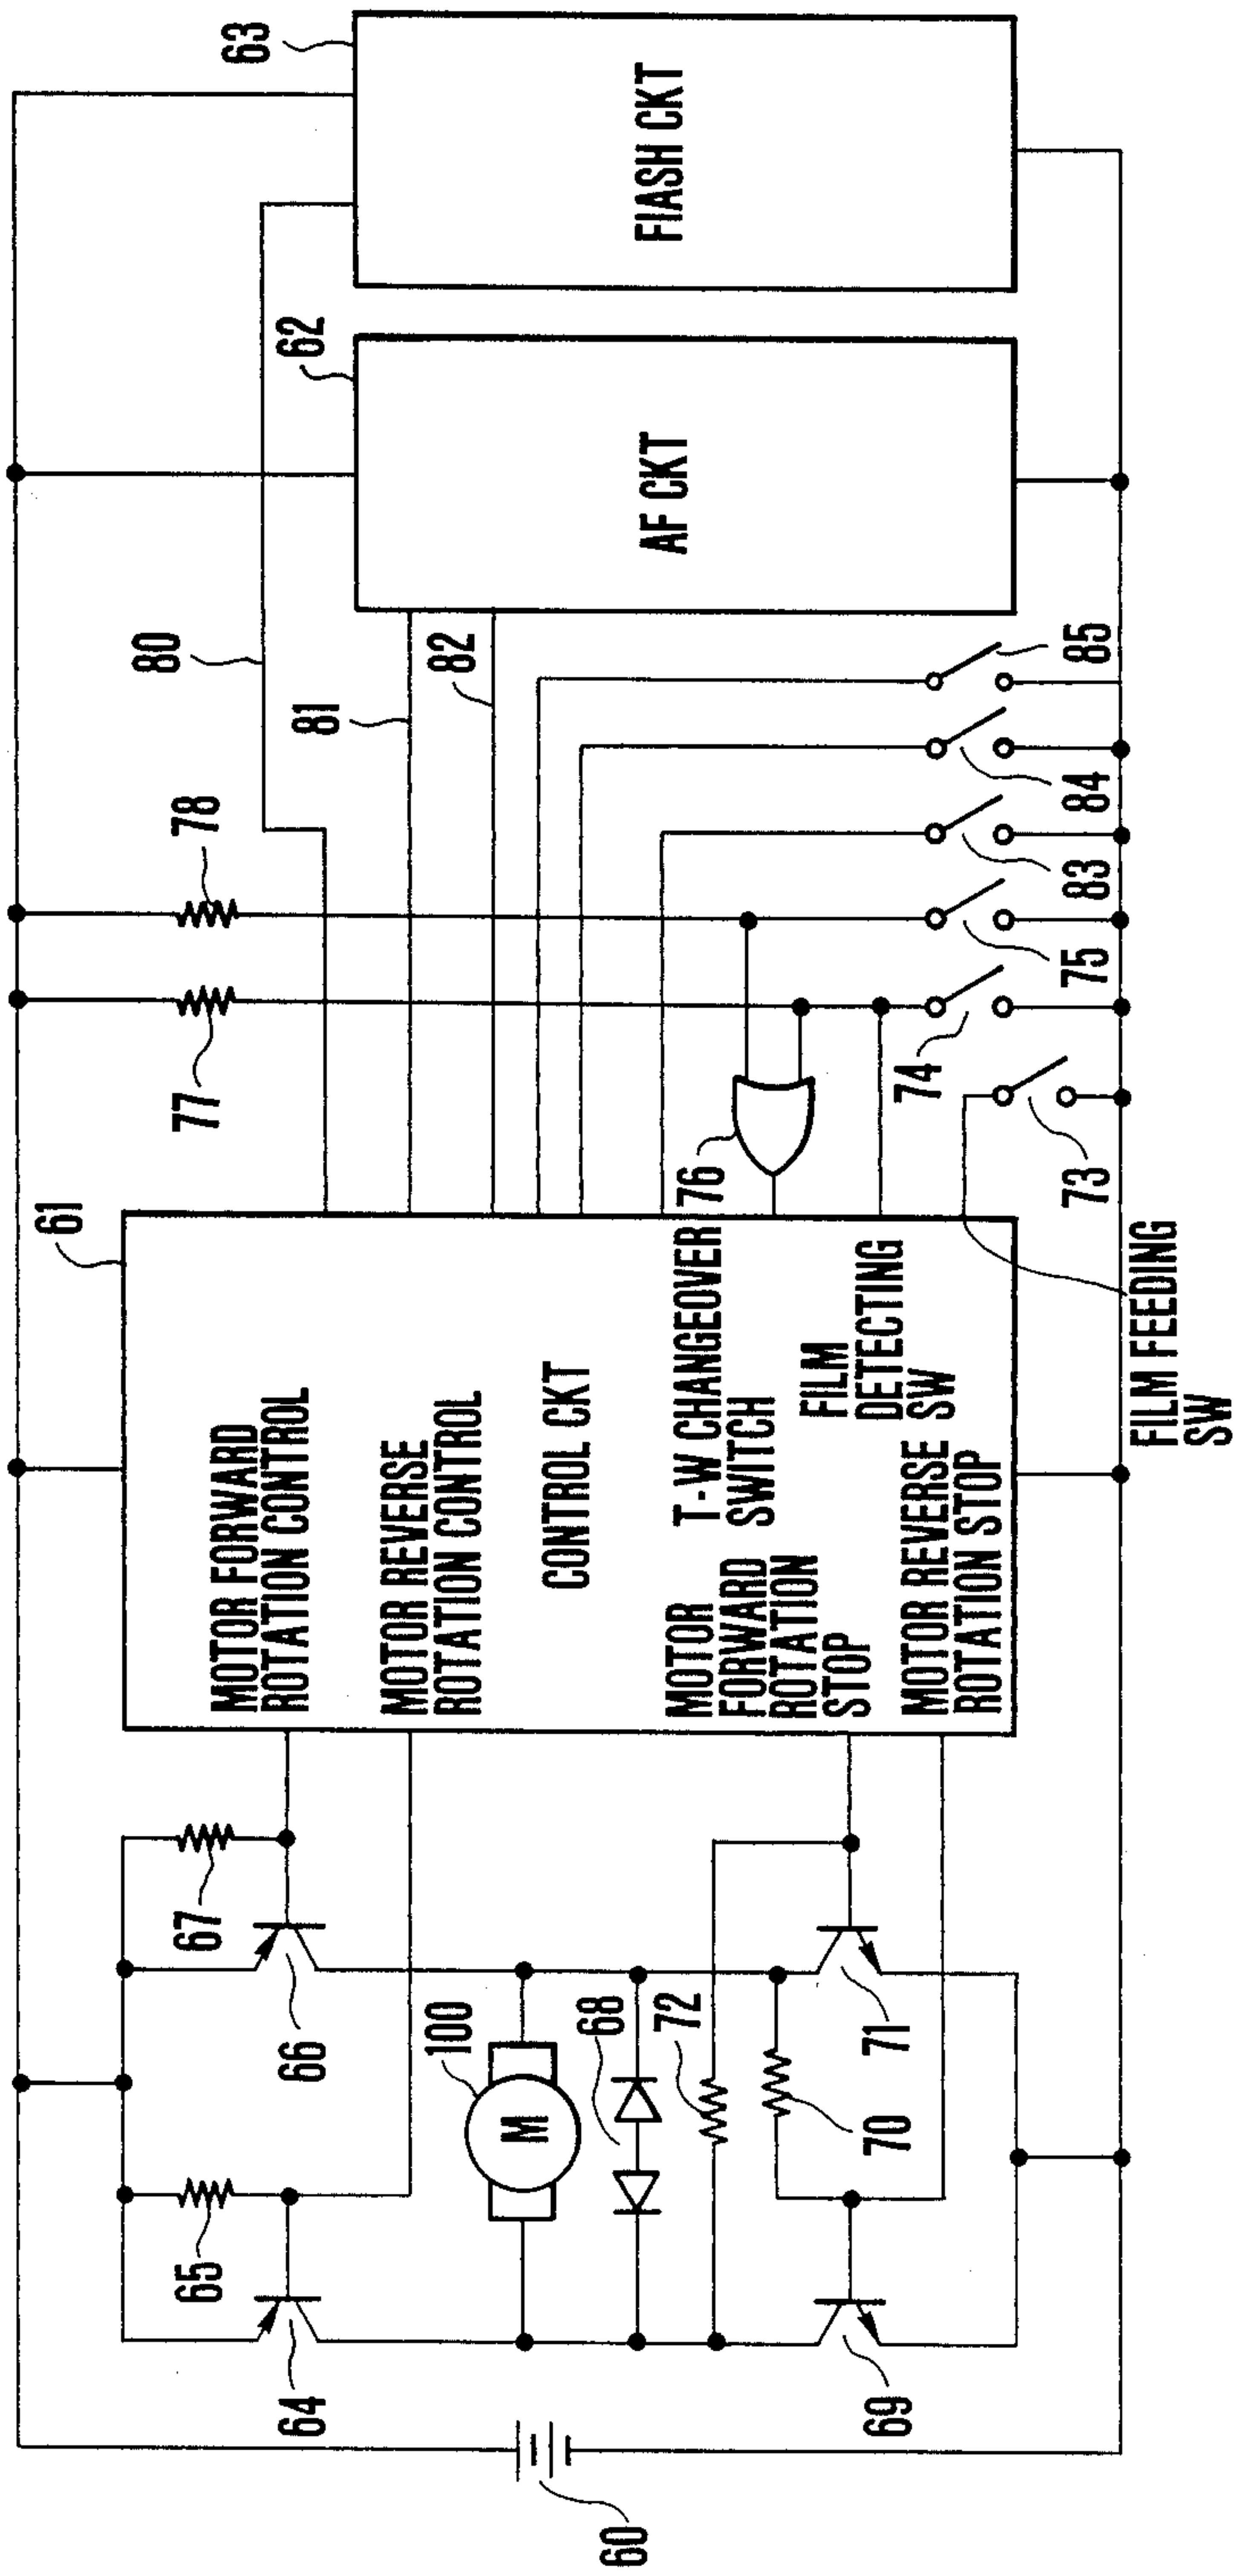 60
61
62
63
64
65
66
67
68
69
70
71
72
73
74
75
76
77
78
80
81
82
83
84
85
100
M
MOTOR FORWARD
ROTATION CONTROL
MOTOR REVERSE
ROTATION CONTROL
CONTROL CKT
T-W CHANGEOVER
SWITCH
MOTOR
FORWARD
ROTATION
STOP
FILM
DETECTING
SW
MOTOR REVERSE
ROTATION STOP
FILM FEEDING
SW
AF CKT
FIASH CKT